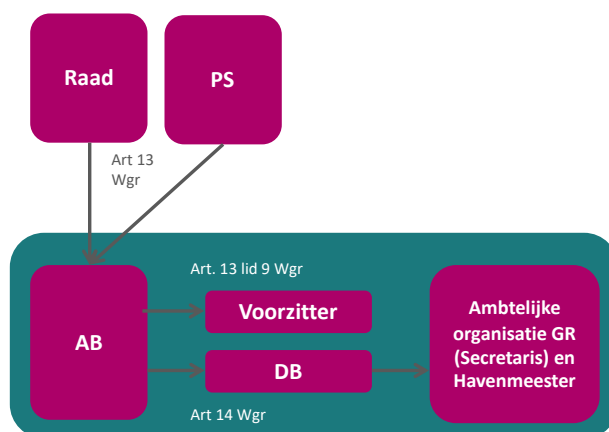 Raad
PS
Art 13
Wgr
Art. 13 lid 9 Wgr
AB
Voorzitter
DB
Ambtelijke
organisatie GR
(Secretaris) en
Havenmeester
Art 14 Wgr